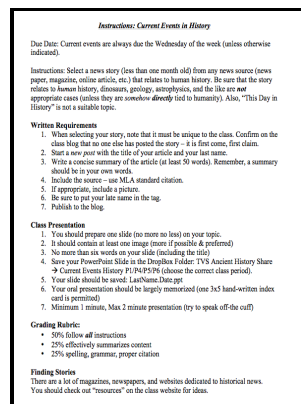 Instructions: Current Events in History
Due Date: Current events are always due the Wednesday of the week (unless otherwise
indicated).
Instructions: Select a news story (less than one month old) from any news source (news
paper, magazine, online article, etc.) that relates to human history. Be sure that the story
relates to human history, dinosaurs, geology, astrophysics, and the like are not
appropriate cases (unless they are somehow directly tied to humanity). Also, "This Day in
History" is not a suitable topic.
Written Requirements
1. When selecting your story, note that it must be unique to the class. Confirm on the
class blog that no one else has posted the story – it is first come, first claim.
2. Start a new post with the title of your article and your last name.
3. Write a concise summary of the article (at least 50 words). Remember, a summary
should be in your own words.
4. Include the source – use MLA standard citation.
5. If appropriate, include a picture.
6. Be sure to put your late name in the tag.
7. Publish to the blog.
Class Presentation
1. You should prepare one slide (no more no less) on your topic.
2. It should contain at least one image (more if possible & preferred)
3. No more than six words on your slide (including the title)
4. Save your PowerPoint Slide in the DropBox Folder: TVS Ancient History Share
→ Current Events History P1/P4/P5/P6 (choose the correct class period).
5. Your slide should be saved: LastName.Date.ppt
6. Your oral presentation should be largely memorized (one 3x5 hand-written index
card is permitted)
7. Minimum 1 minute, Max 2 minute presentation (try to speak off-the cuff)
Grading Rubric:
• 50% follow all instructions
• 25% effectively summarizes content
• 25% spelling, grammar, proper citation
Finding Stories
There are a lot of magazines, newspapers, and websites dedicated to historical news.
You should check out "resources" on the class website for ideas.